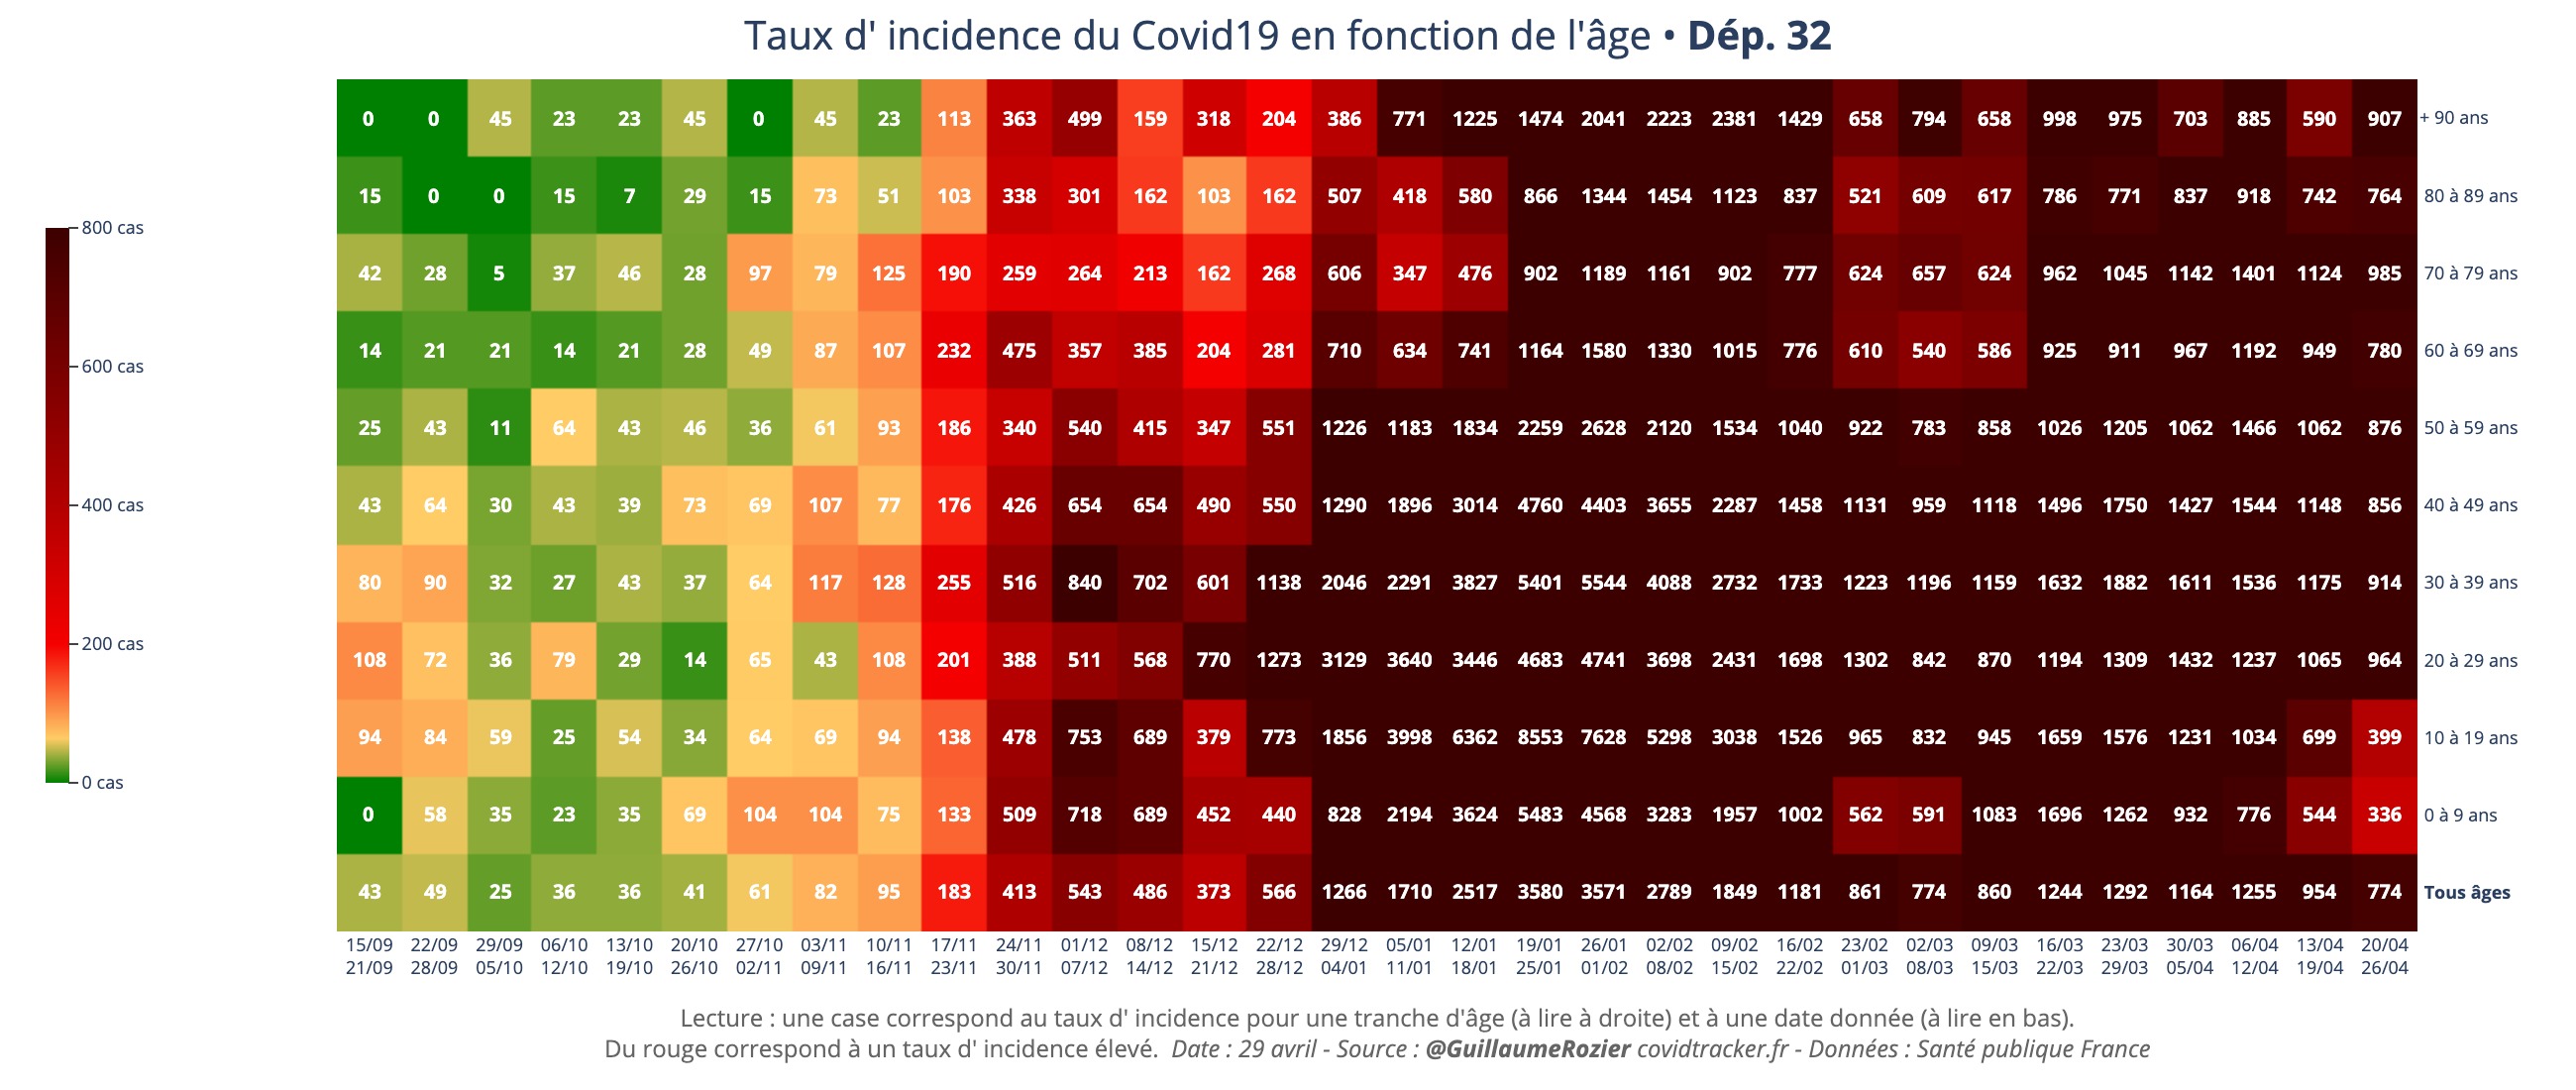 Taux d' incidence du Covid19 en fonction de l'âge • Dép. 32
800 cas
600 cas
400 cas
200 cas
0 cas
0 0 45 23 23 45 0 45 23 113 363 499 159 318 204 386 771 1225 1474 2041 2223 2381 1429 658 794 658 998 975 703 885 590 907 + 90 ans
15 0 0 15 7 29 15 73 51 103 338 301 162 103 162 507 418 580 866 1344 1454 1123 837 521 609 617 786 771 837 918 742 764 80 à 89 ans
42 28 5 37 46 28 97 79 125 190 259 264 213 162 268 606 347 476 902 1189 1161 902 777 624 657 624 962 1045 1142 1401 1124 985 70 à 79 ans
14 21 21 14 21 28 49 87 107 232 475 357 385 204 281 710 634 741 1164 1580 1330 1015 776 610 540 586 925 911 967 1192 949 780 60 à 69 ans
25 43 11 64 43 46 36 61 93 186 340 540 415 347 551 1226 1183 1834 2259 2628 2120 1534 1040 922 783 858 1026 1205 1062 1466 1062 876 50 à 59 ans
43 64 30 43 39 73 69 107 77 176 426 654 654 490 550 1290 1896 3014 4760 4403 3655 2287 1458 1131 959 1118 1496 1750 1427 1544 1148 856 40 à 49 ans
80 90 32 27 43 37 64 117 128 255 516 840 702 601 1138 2046 2291 3827 5401 5544 4088 2732 1733 1223 1196 1159 1632 1882 1611 1536 1175 914 30 à 39 ans
108 72 36 79 29 14 65 43 108 201 388 511 568 770 1273 3129 3640 3446 4683 4741 3698 2431 1698 1302 842 870 1194 1309 1432 1237 1065 964 20 à 29 ans
94 84 59 25 54 34 64 69 94 138 478 753 689 379 773 1856 3998 6362 8553 7628 5298 3038 1526 965 832 945 1659 1576 1231 1034 699 399 10 à 19 ans
0 58 35 23 35 69 104 104 75 133 509 718 689 452 440 828 2194 3624 5483 4568 3283 1957 1002 562 591 1083 1696 1262 932 776 544 336 0 à 9 ans
43 49 25 36 36 41 61 82 95 183 413 543 486 373 566 1266 1710 2517 3580 3571 2789 1849 1181 861 774 860 1244 1292 1164 1255 954 774 Tous âges
15/09 22/09 29/09 06/10 13/10 20/10 27/10 03/11 10/11 17/11 24/11 01/12 08/12 15/12 22/12 29/12 05/01 12/01 19/01 26/01 02/02 09/02 16/02 23/02 02/03 09/03 16/03 23/03 30/03 06/04 13/04 20/04
21/09 28/09 05/10 12/10 19/10 26/10 02/11 09/11 16/11 23/11 30/11 07/12 14/12 21/12 28/12 04/01 11/01 18/01 25/01 01/02 08/02 15/02 22/02 01/03 08/03 15/03 22/03 29/03 05/04 12/04 19/04 26/04
Lecture : une case correspond au taux d' incidence pour une tranche d'âge (à lire à droite) et à une date donnée (à lire en bas).
Du rouge correspond à un taux d' incidence élevé. Date : 29 avril - Source : @GuillaumeRozier covidtracker.fr - Données : Santé publique France